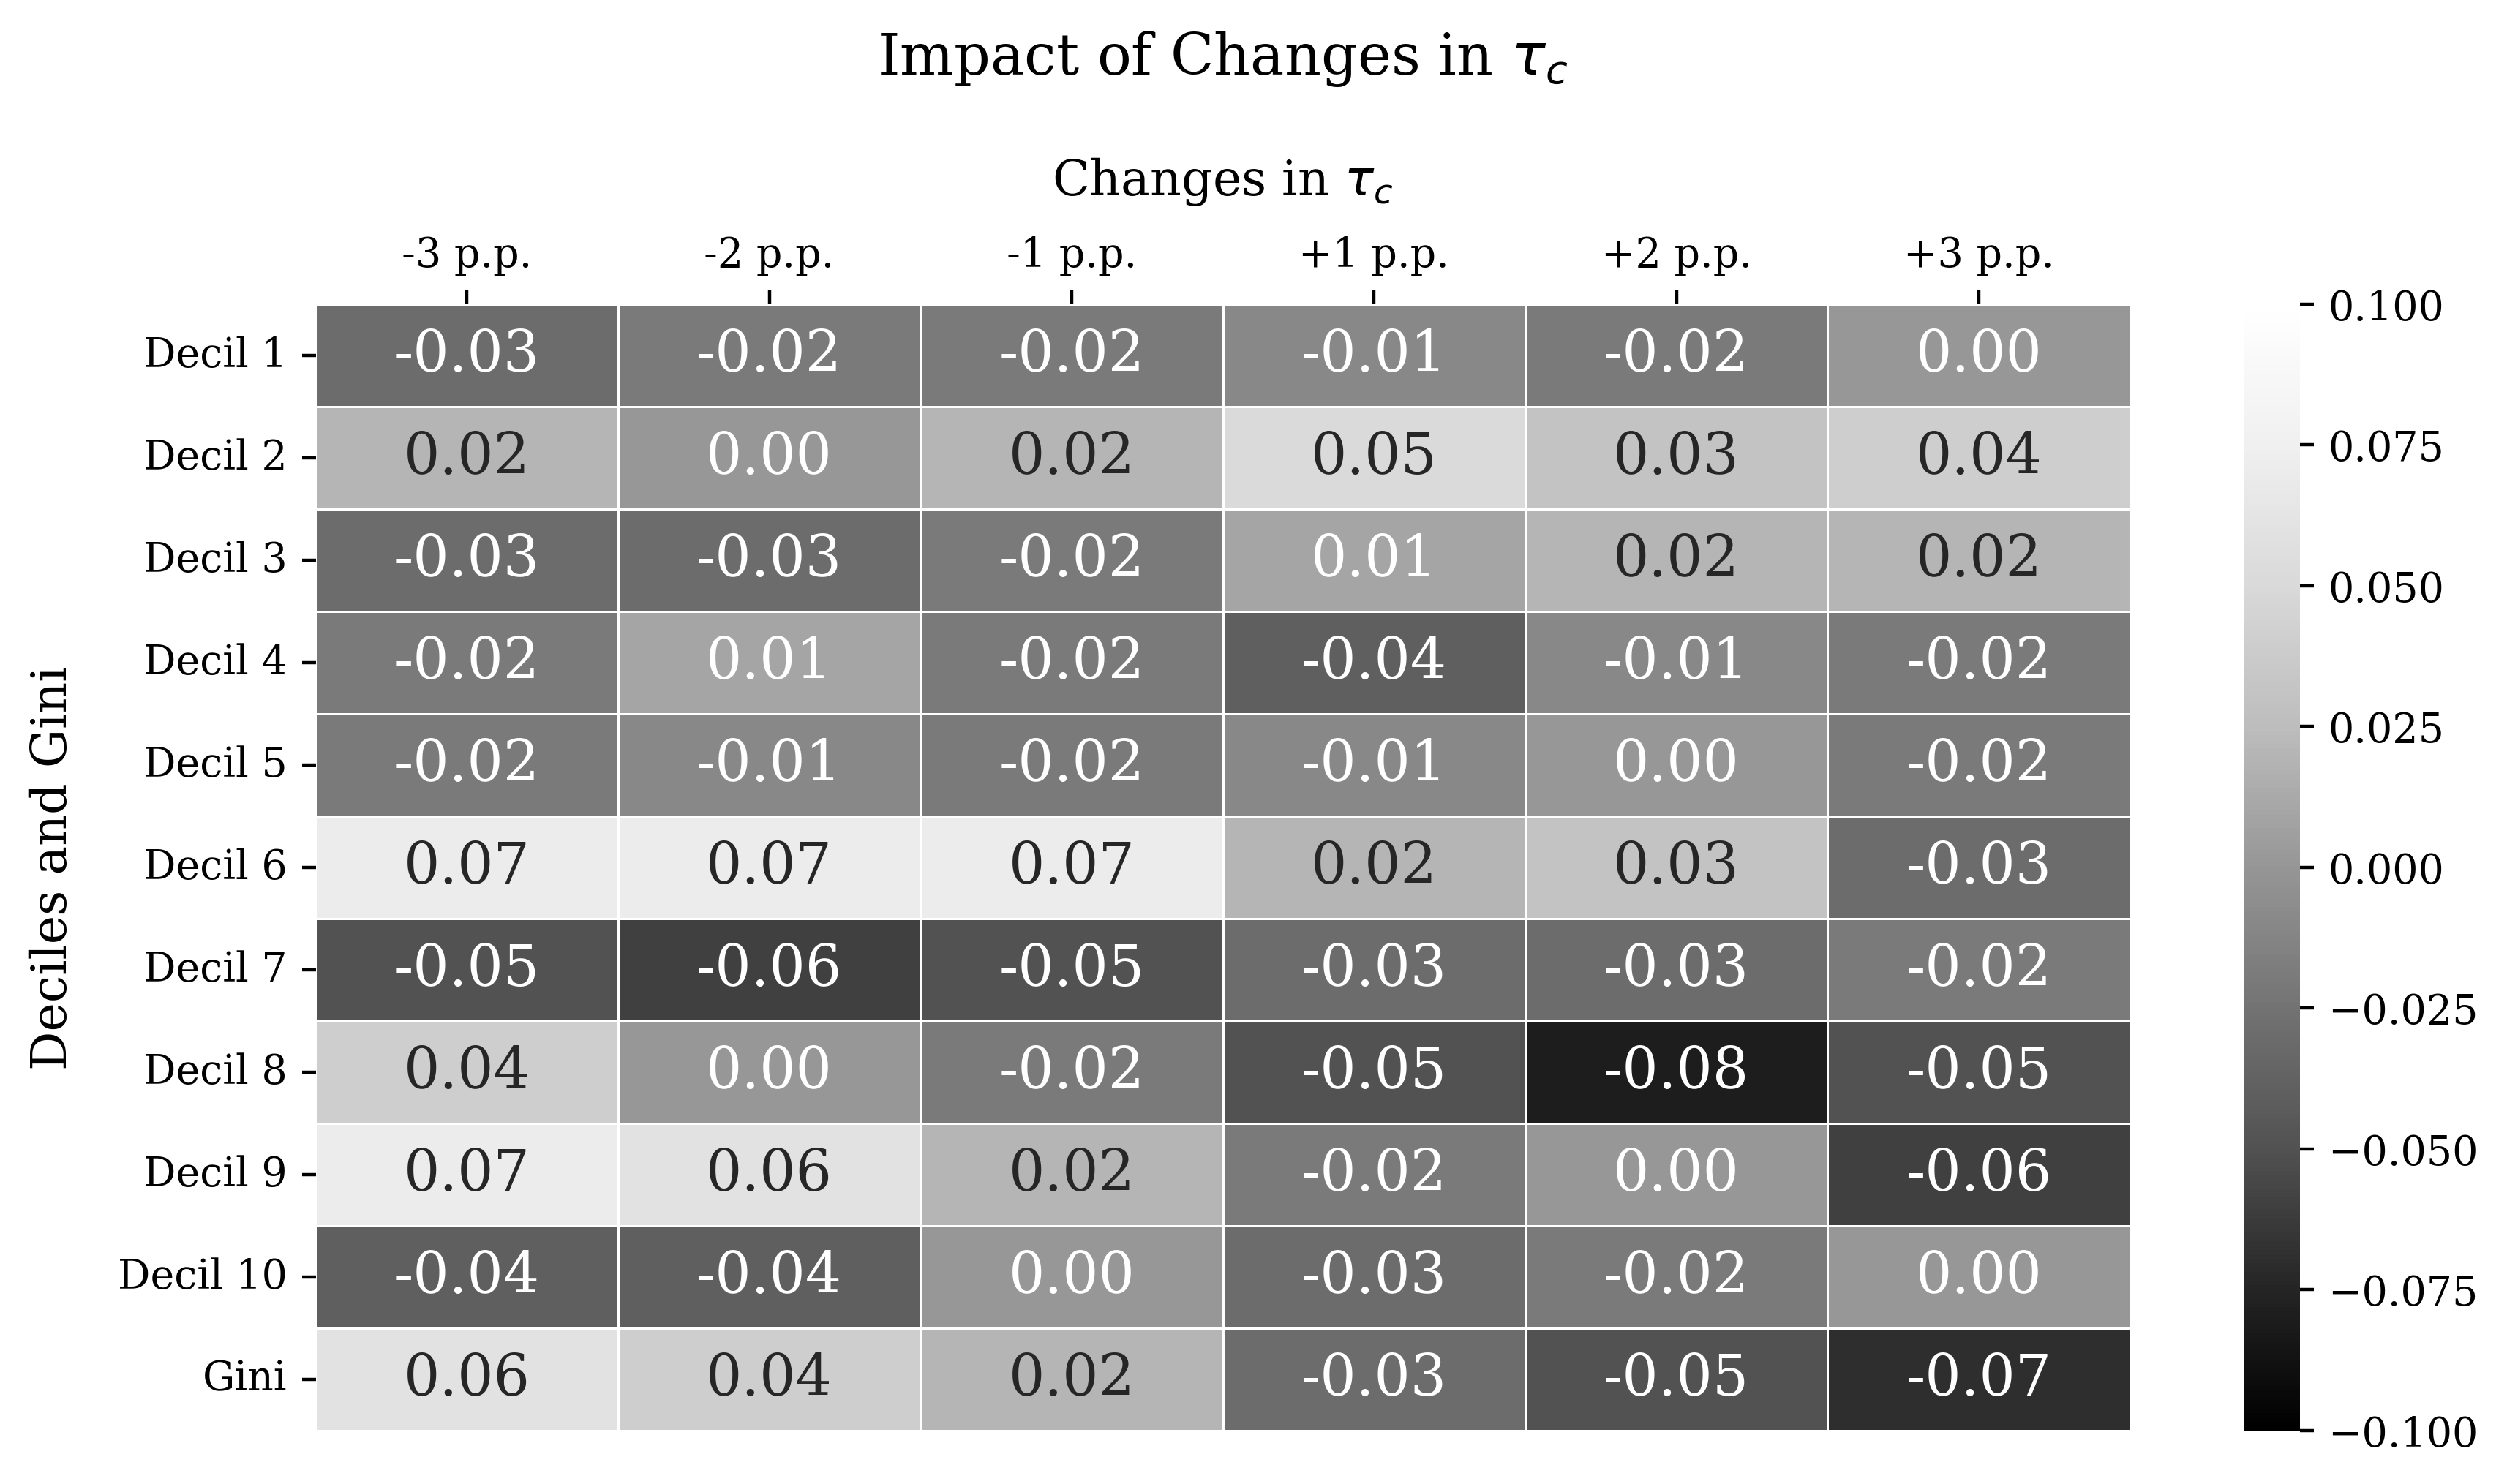 Impact of Changes in τc
Changes in τc
-3 p.p. -2 p.p. -1 p.p. +1 p.p. +2 p.p. +3 p.p.
Deciles and Gini
Decil 1 -0.03 -0.02 -0.02 -0.01 -0.02 0.00
Decil 2 0.02 0.00 0.02 0.05 0.03 0.04
Decil 3 -0.03 -0.03 -0.02 0.01 0.02 0.02
Decil 4 -0.02 0.01 -0.02 -0.04 -0.01 -0.02
Decil 5 -0.02 -0.01 -0.02 -0.01 0.00 -0.02
Decil 6 0.07 0.07 0.07 0.02 0.03 -0.03
Decil 7 -0.05 -0.06 -0.05 -0.03 -0.03 -0.02
Decil 8 0.04 0.00 -0.02 -0.05 -0.08 -0.05
Decil 9 0.07 0.06 0.02 -0.02 0.00 -0.06
Decil 10 -0.04 -0.04 0.00 -0.03 -0.02 0.00
Gini 0.06 0.04 0.02 -0.03 -0.05 -0.07
0.100
0.075
0.050
0.025
0.000
−0.025
−0.050
−0.075
−0.100